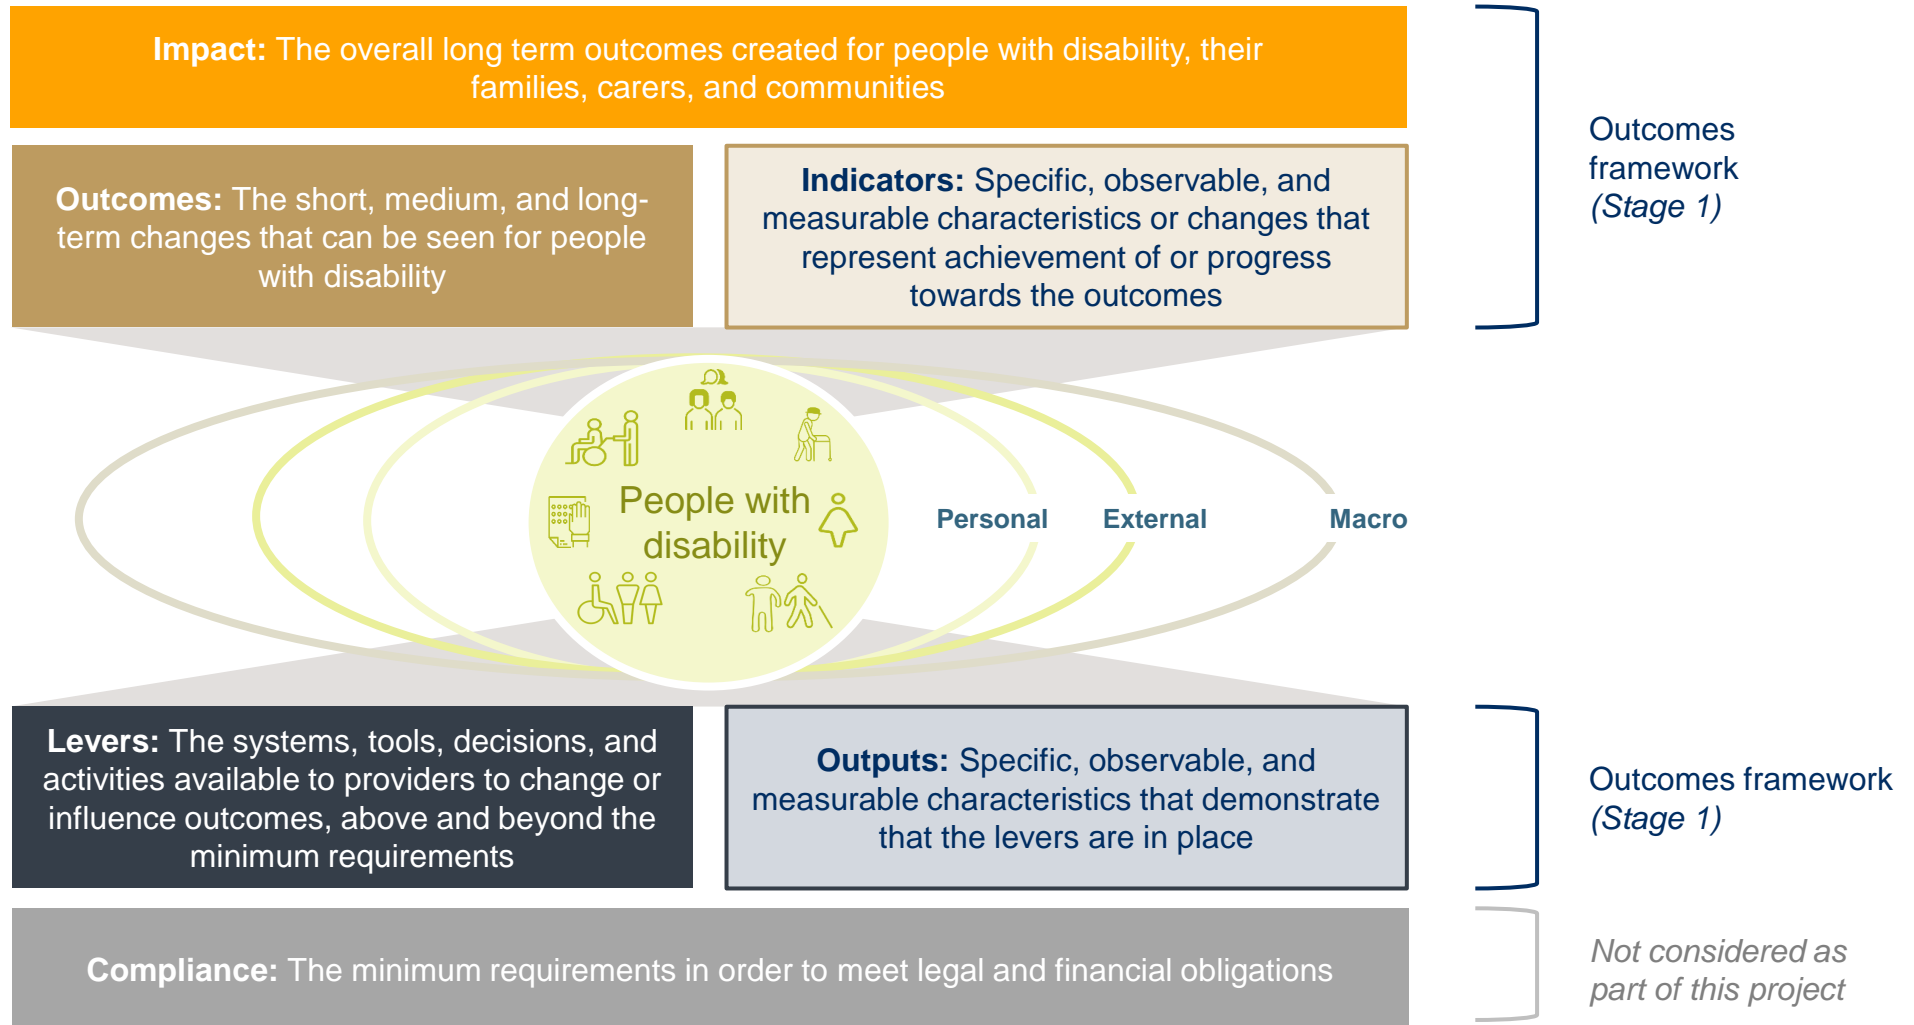 Impact: The overall long term outcomes created for people with disability, their
families, carers, and communities
Outcomes: The short, medium, and long-
term changes that can be seen for people
with disability
Indicators: Specific, observable, and
measurable characteristics or changes that
represent achievement of or progress
towards the outcomes
Outcomes
framework
(Stage 1)
People with
disability
Personal
External
Macro
Levers: The systems, tools, decisions, and
activities available to providers to change or
influence outcomes, above and beyond the
minimum requirements
Outputs: Specific, observable, and
measurable characteristics that demonstrate
that the levers are in place
Outcomes framework
(Stage 1)
Compliance: The minimum requirements in order to meet legal and financial obligations
Not considered as
part of this project